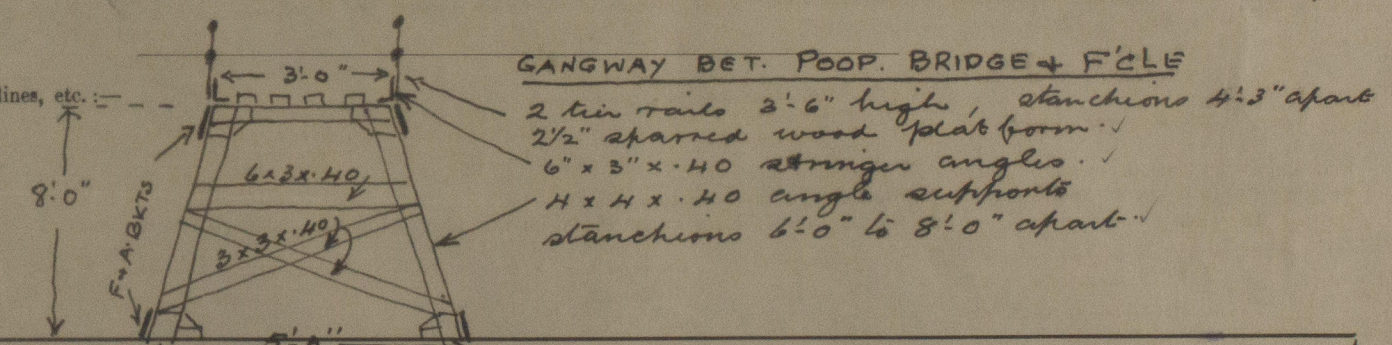 GANGWAY BET. POOP. BRIDGE & F'CLE
lines, etc. :—
3'-0"
2 tier rails 3'-6" high, stanchions 4'-3" apart
2½" sparred wood platform. ✓
6" x 3" x .40 stringer angles. ✓
6x3x.40
8'-0"
4 x 4 x .40 angle supports
stanchions 6'-0" to 8'-0" apart. ✓
3x3x.40
F & A. BKTS